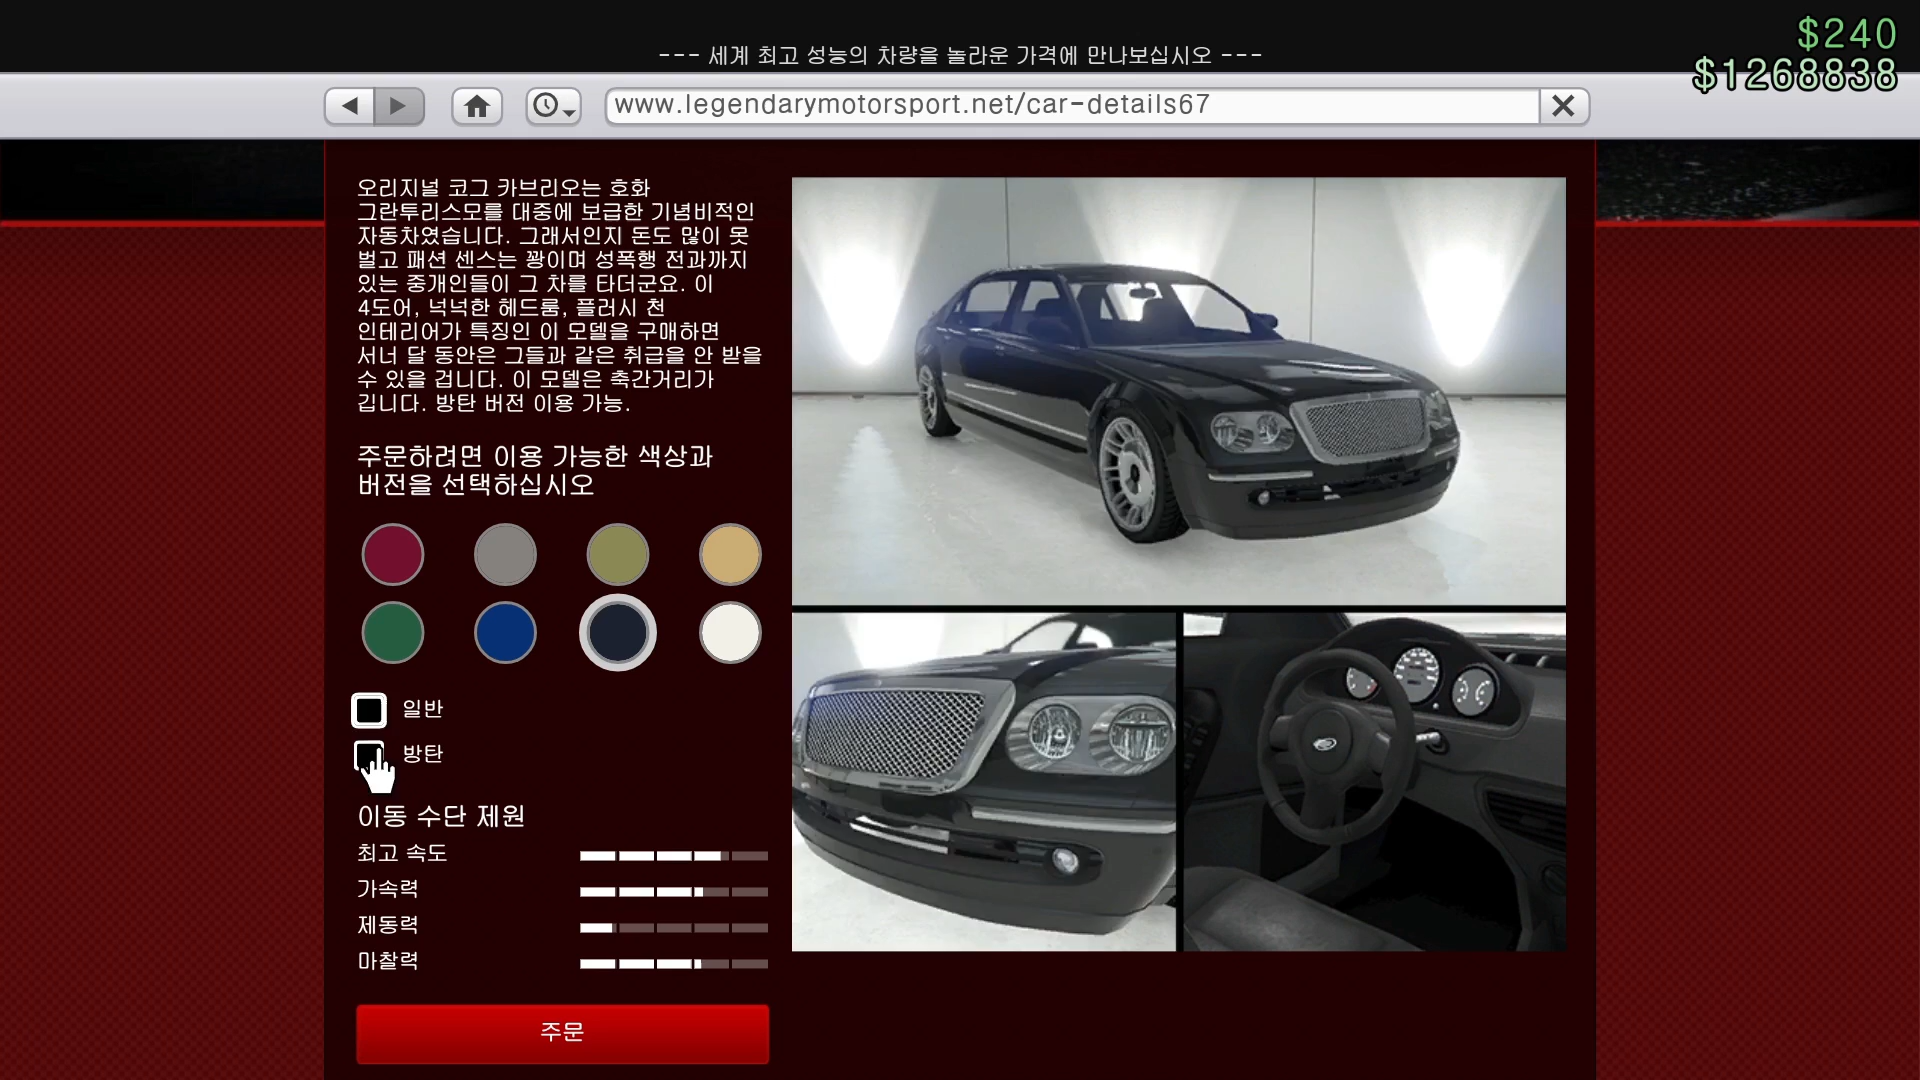 --- 세계 최고 성능의 차량을 놀라운 가격에 만나보십시오 ---
$240
$1268838
www.legendarymotorsport.net/car-details67
오리지널 코그 카브리오는 호화
그란투리스모를 대중에 보급한 기념비적인
자동차였습니다. 그래서인지 돈도 많이 못
벌고 패션 센스는 꽝이며 성폭행 전과까지
있는 중개인들이 그 차를 타더군요. 이
4도어, 넉넉한 헤드룸, 플러시 천
인테리어가 특징인 이 모델을 구매하면
서너 달 동안은 그들과 같은 취급을 안 받을
수 있을 겁니다. 이 모델은 축간거리가
깁니다. 방탄 버전 이용 가능.
주문하려면 이용 가능한 색상과
버전을 선택하십시오
일반
방탄
이동 수단 제원
최고 속도
가속력
제동력
마찰력
주문